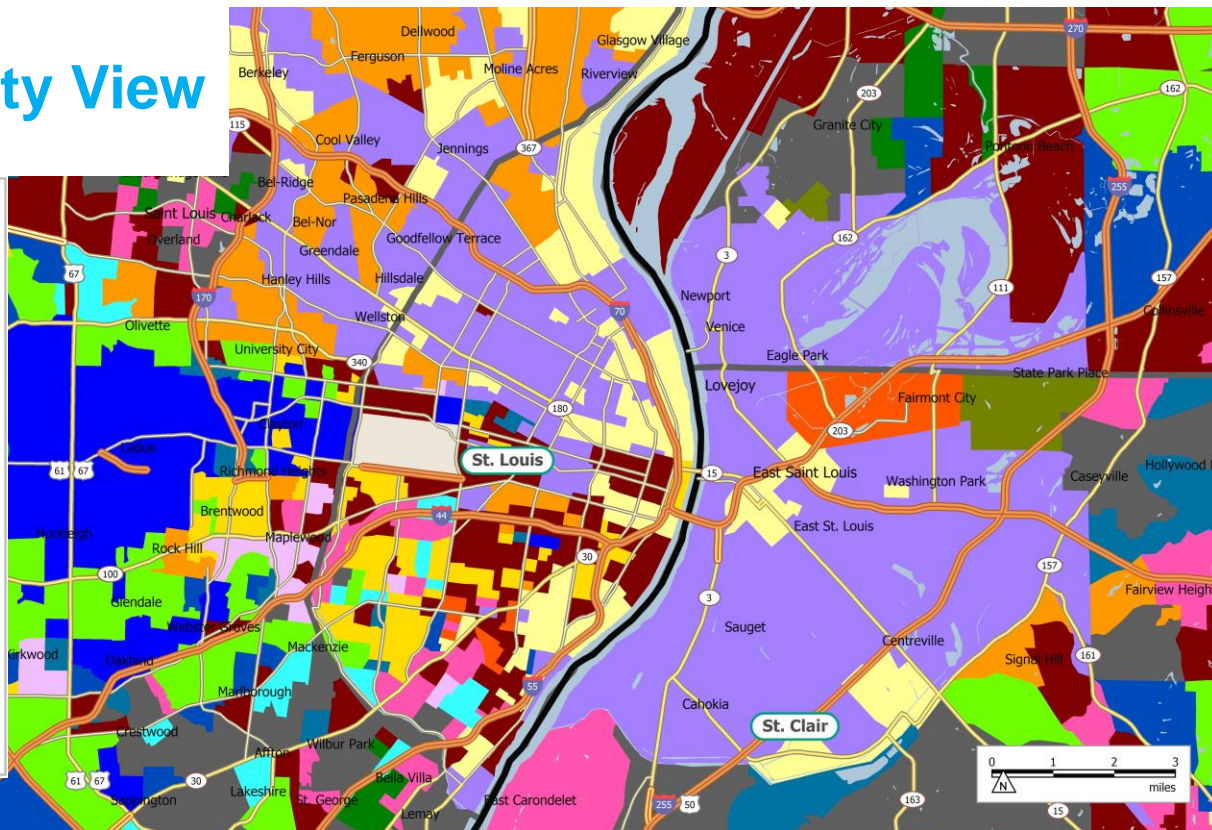 ty View
Dellwood
Ferguson
Glasgow Village
Berkeley
Moline Acres
Riverview
270
162
203
115
Granite City
Cool Valley
Jennings
367
Pontoon Beach
Bel-Ridge
255
Pasadena Hills
Saint Louis
Charlack
Bel-Nor
Overland
Goodfellow Terrace
162
Greendale
3
67
Hanley Hills
Hillsdale
157
111
170
Newport
70
Collinsville
Wellston
Venice
Olivette
University City
Eagle Park
340
State Park Place
Lovejoy
Fairmont City
180
Clayton
203
Ladue
St. Louis
61 67
Richmond Heights
15
East Saint Louis
Washington Park
Caseyville
Hollywood
Brentwood
44
East St. Louis
Huntleigh
Maplewood
Rock Hill
30
157
100
Fairview Heigh
Glendale
3
Webster Groves
Sauget
Centreville
Kirkwood
Oakland
Mackenzie
161
Signal Hill
55
Marlborough
Cahokia
St. Clair
Crestwood
Wilbur Park
Affton
0 1 2 3
N
miles
61 67
30
Bella Villa
Lakeshire
St. George
East Carondelet
Sappington
255 50
163
15
Lemay